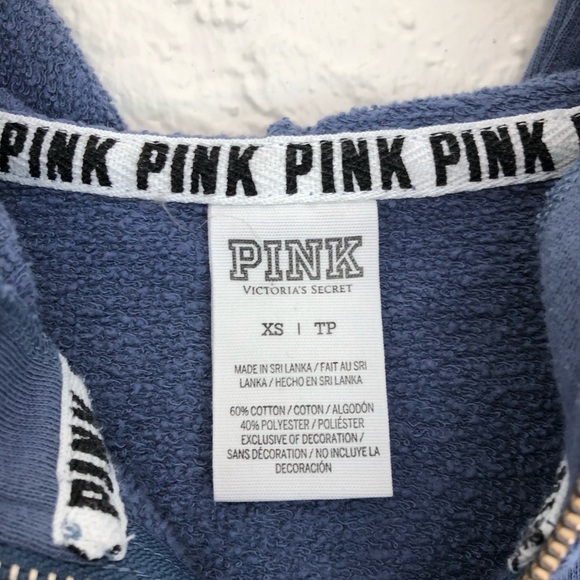 PINK PINK PINK PINK
PINK
VICTORIA'S SECRET
XS | TP
MADE IN SRI LANKA / FAIT AU SRI
LANKA / HECHO EN SRI LANKA
60% COTTON / COTON / ALGODÓN
40% POLYESTER / POLIÉSTER
EXCLUSIVE OF DECORATION /
SANS DÉCORATION / NO INCLUYE LA
DECORACIÓN
PINK